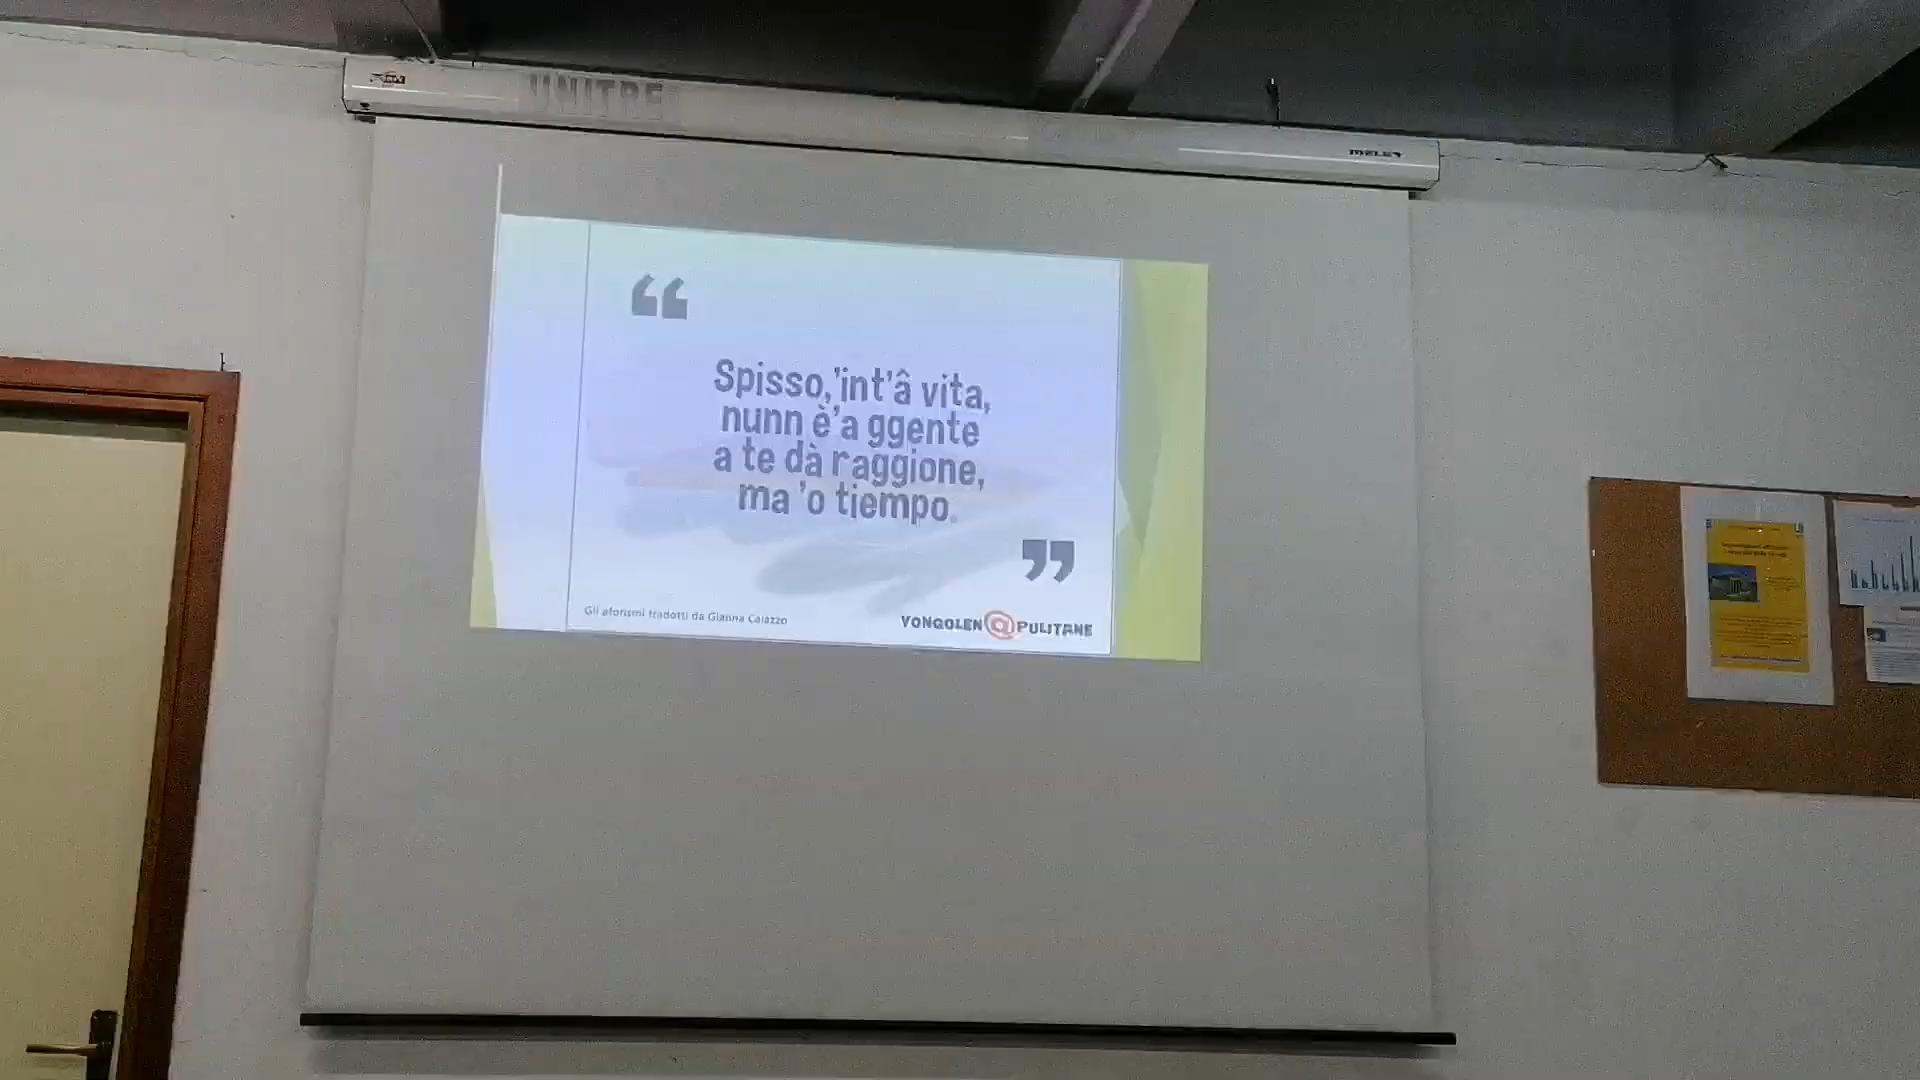 UNITRE
MELEY
“
Spisso,'int'â vita,
nunn è'a ggente
a te dà raggione,
ma 'o tiempo.
”
Gli aforismi tradotti da Gianna Caiazzo
VONGOLEN@PULITANE